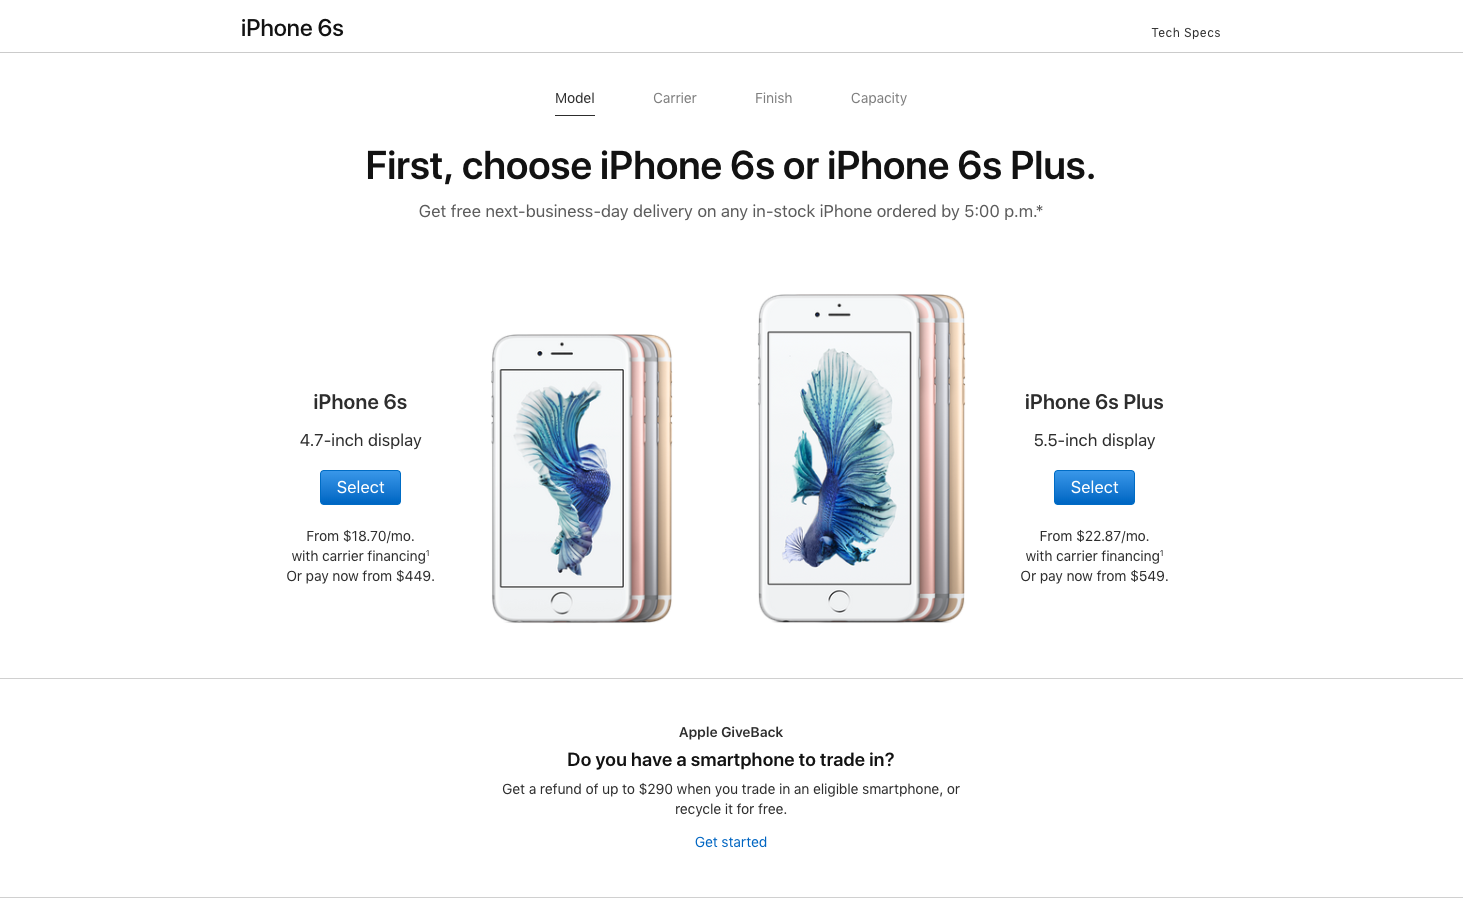 iPhone 6s
Tech Specs
Model
Carrier
Finish
Capacity
First, choose iPhone 6s or iPhone 6s Plus.
Get free next-business-day delivery on any in-stock iPhone ordered by 5:00 p.m.*
iPhone 6s
4.7-inch display
Select
From $18.70/mo.
with carrier financing¹
Or pay now from $449.
iPhone 6s Plus
5.5-inch display
Select
From $22.87/mo.
with carrier financing¹
Or pay now from $549.
Apple GiveBack
Do you have a smartphone to trade in?
Get a refund of up to $290 when you trade in an eligible smartphone, or
recycle it for free.
Get started